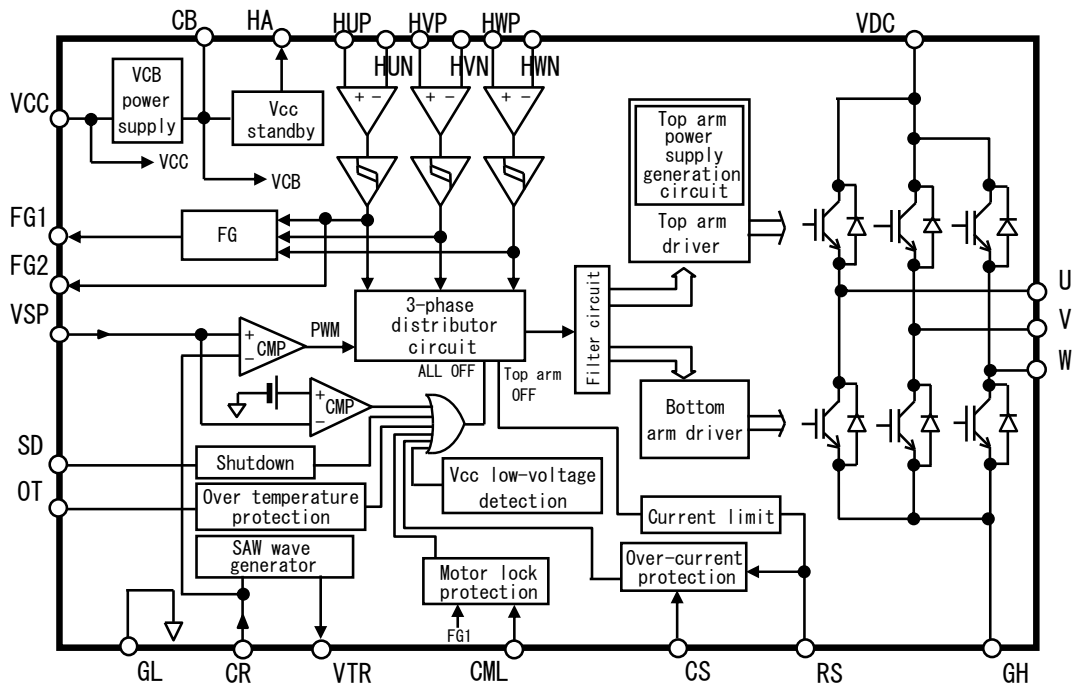 CB HA HUP HVP HWP VDC
HUN HVN HWN
VCC
VCB
power
supply
Vcc
standby
+ - + - + -
VCC
VCB
Top arm
power
supply
generation
circuit
Top arm
driver
FG1
FG
FG2
VSP
+
-
CMP
PWM
3-phase
distributor
circuit
Filter circuit
U
V
W
ALL OFF
Top arm
OFF
+
-
CMP
Bottom
arm driver
SD
Shutdown
OT
Over temperature
protection
Vcc low-voltage
detection
Current limit
SAW wave
generator
Motor lock
protection
Over-current
protection
FG1
GL CR VTR CML CS RS GH